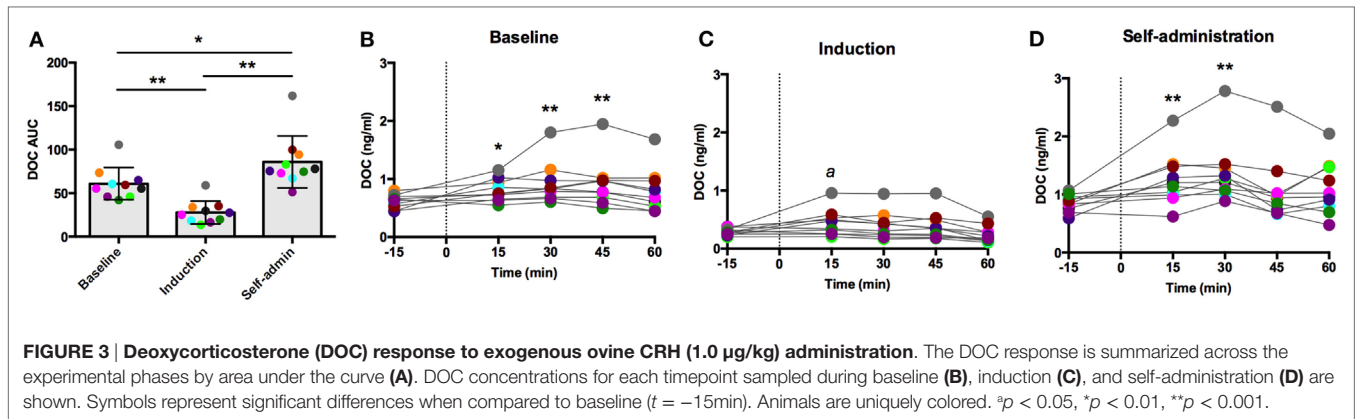 A
*
**
**
DOC AUC
200
150
100
50
0
Baseline
Induction
Self-admin
B
Baseline
DOC (ng/ml)
3
2
1
0
*
**
**
-15
0
15
30
45
60
Time (min)
C
Induction
DOC (ng/ml)
3
2
1
0
a
-15
0
15
30
45
60
Time (min)
D
Self-administration
DOC (ng/ml)
3
2
1
0
**
**
-15
0
15
30
45
60
Time (min)
FIGURE 3 | Deoxycorticosterone (DOC) response to exogenous ovine CRH (1.0 μg/kg) administration. The DOC response is summarized across the
experimental phases by area under the curve (A). DOC concentrations for each timepoint sampled during baseline (B), induction (C), and self-administration (D) are
shown. Symbols represent significant differences when compared to baseline (t = −15min). Animals are uniquely colored. ᵃp < 0.05, *p < 0.01, **p < 0.001.